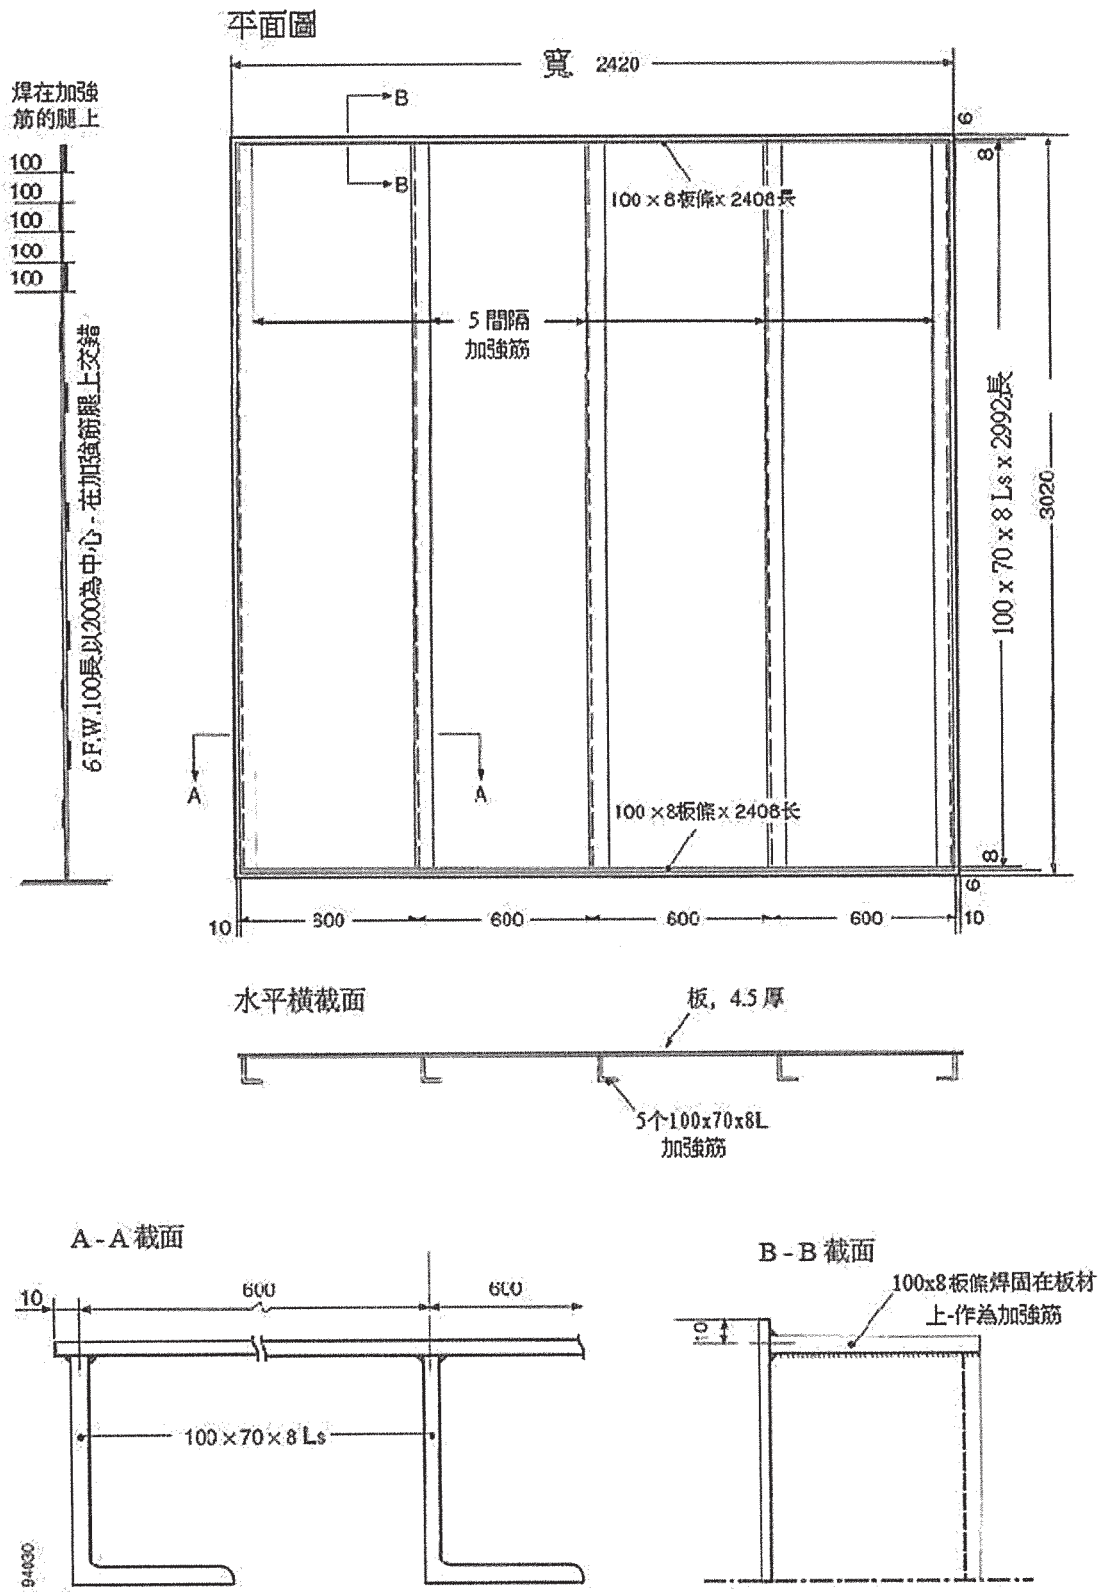 平面圖
寬 2420
焊在加強
筋的腿上
B
B
6
8
100
100
100
100
100
100 × 8板條x 2408長
5 間隔
加強筋
6 F.W.100長以200為中心 - 在加強筋腿上交錯
100 x 70 x 8 Ls x 2992長
3020
A
A
100 ×8板條x 2408长
8
6
10
600
600
600
600
10
水平橫截面
板, 4.5 厚
5个100x70x8L
加強筋
A - A 截面
B - B 截面
10
600
600
100x8板條焊固在板材
上-作為加強筋
10
100 × 70 × 8 Ls
94030